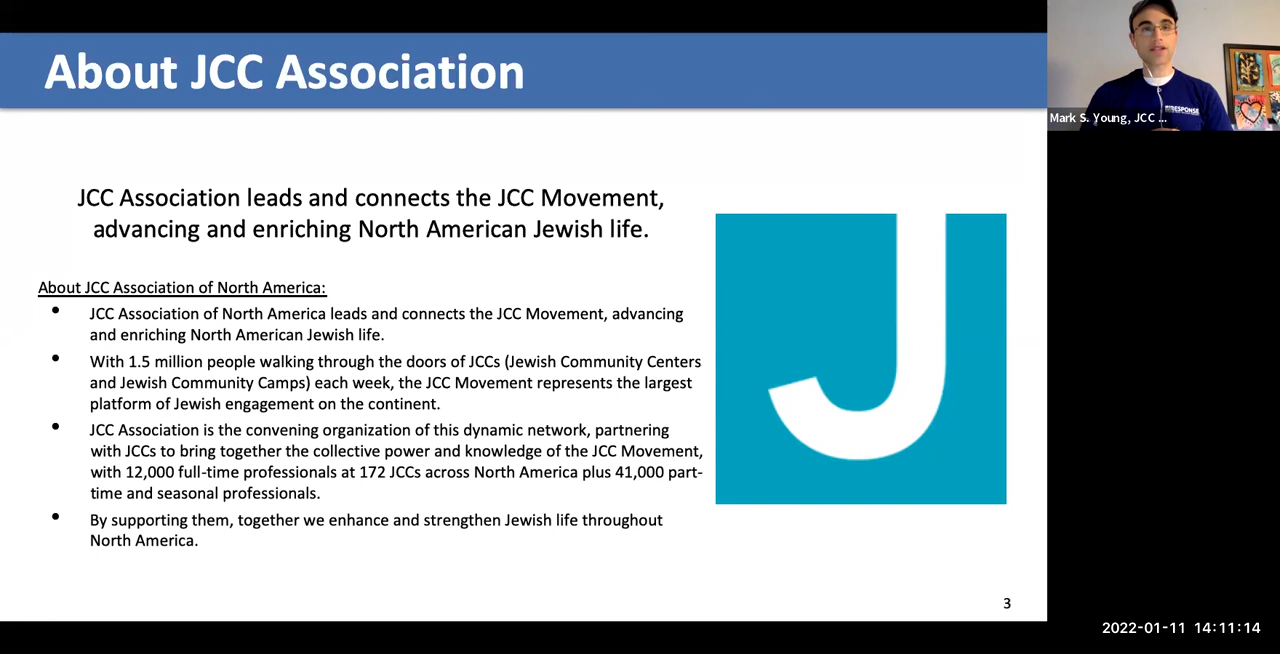 About JCC Association
JCC Association leads and connects the JCC Movement,
advancing and enriching North American Jewish life.
About JCC Association of North America:
• JCC Association of North America leads and connects the JCC Movement, advancing
and enriching North American Jewish life.
• With 1.5 million people walking through the doors of JCCs (Jewish Community Centers
and Jewish Community Camps) each week, the JCC Movement represents the largest
platform of Jewish engagement on the continent.
• JCC Association is the convening organization of this dynamic network, partnering
with JCCs to bring together the collective power and knowledge of the JCC Movement,
with 12,000 full-time professionals at 172 JCCs across North America plus 41,000 part-
time and seasonal professionals.
• By supporting them, together we enhance and strengthen Jewish life throughout
North America.
J
3
RESPONSE
Mark S. Young, JCC ...
2022-01-11 14:11:14